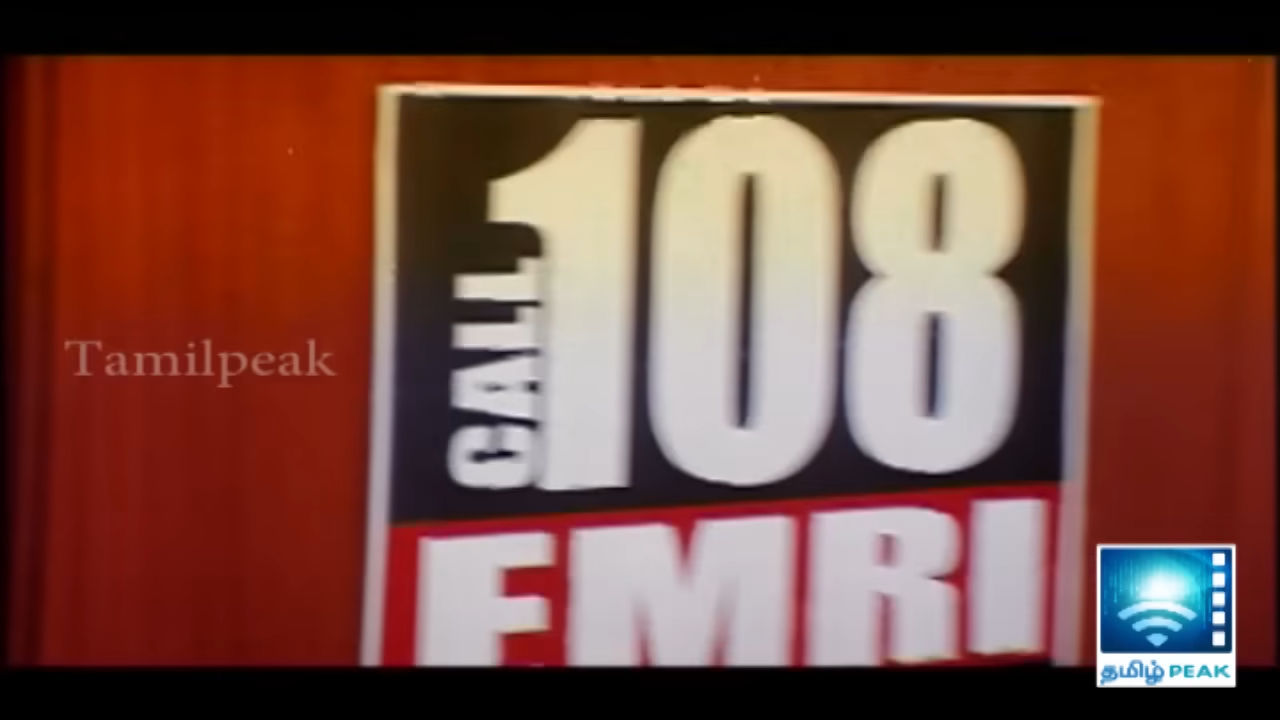 CALL
108
EMRI
Tamilpeak
தமிழ் PEAK